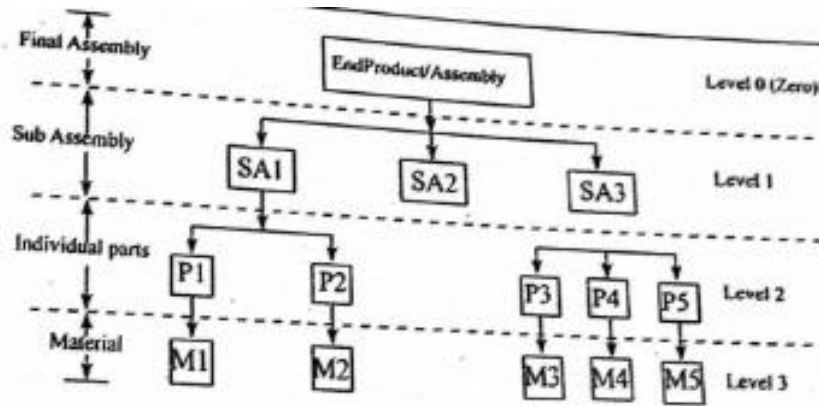 Final Assembly
EndProduct/Assembly
Level 0 (Zero)
Sub Assembly
SA1
SA2
SA3
Level 1
Individual parts
P1
P2
P3
P4
P5
Level 2
Material
M1
M2
M3
M4
M5
Level 3